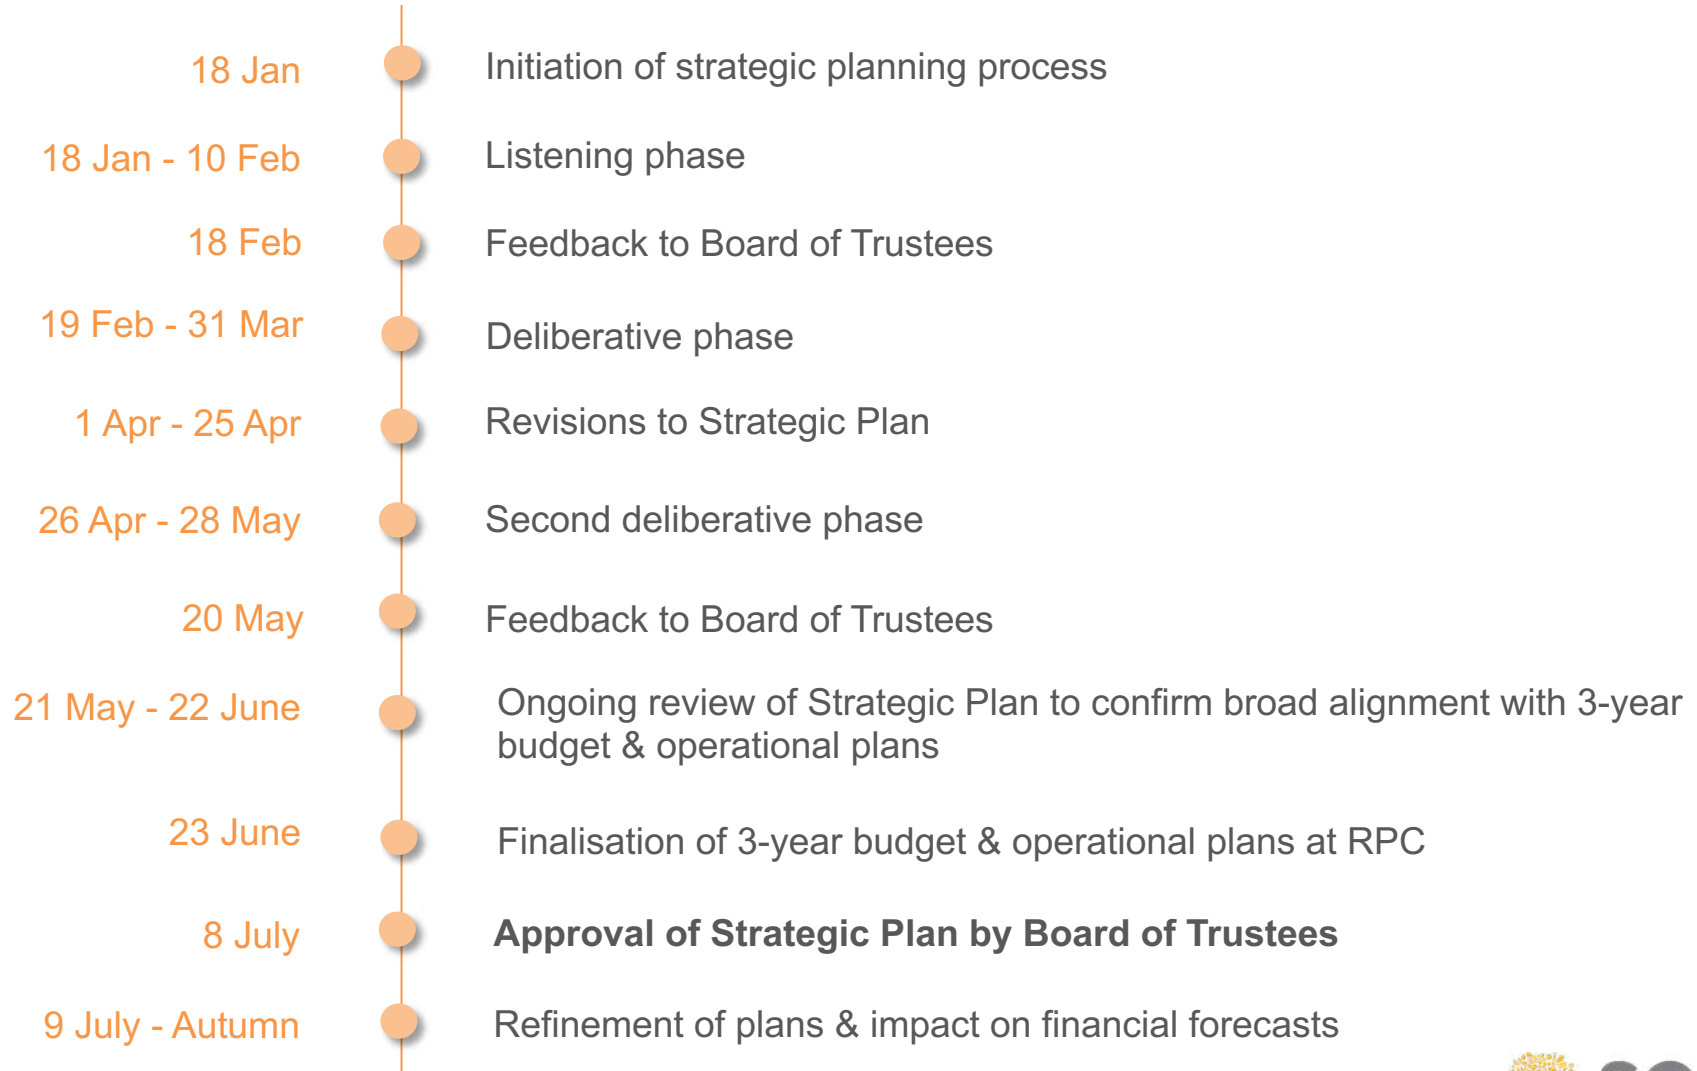 18 Jan
Initiation of strategic planning process
18 Jan - 10 Feb
Listening phase
18 Feb
Feedback to Board of Trustees
19 Feb - 31 Mar
Deliberative phase
1 Apr - 25 Apr
Revisions to Strategic Plan
26 Apr - 28 May
Second deliberative phase
20 May
Feedback to Board of Trustees
21 May - 22 June
Ongoing review of Strategic Plan to confirm broad alignment with 3-year
budget & operational plans
23 June
Finalisation of 3-year budget & operational plans at RPC
8 July
Approval of Strategic Plan by Board of Trustees
9 July - Autumn
Refinement of plans & impact on financial forecasts